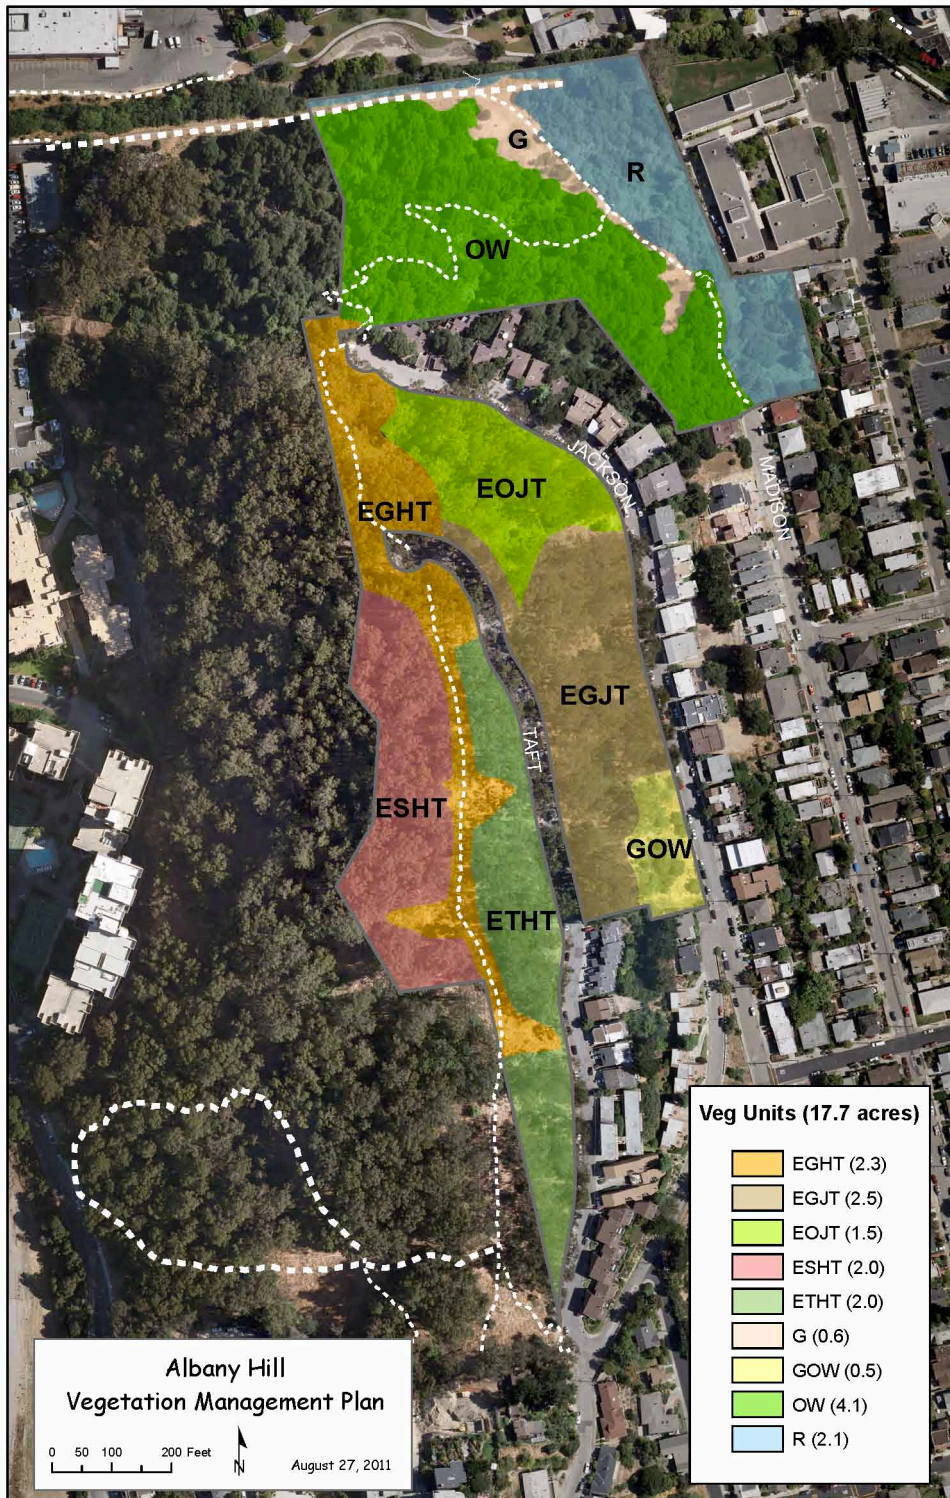 G
R
OW
JACKSON
EOJT
MADISON
EGHT
EGJT
TAFT
ESHT
GOW
ETHT
Veg Units (17.7 acres)
EGHT (2.3)
EGJT (2.5)
EOJT (1.5)
ESHT (2.0)
ETHT (2.0)
G (0.6)
GOW (0.5)
OW (4.1)
R (2.1)
Albany Hill
Vegetation Management Plan
0 50 100 200 Feet
N
August 27, 2011